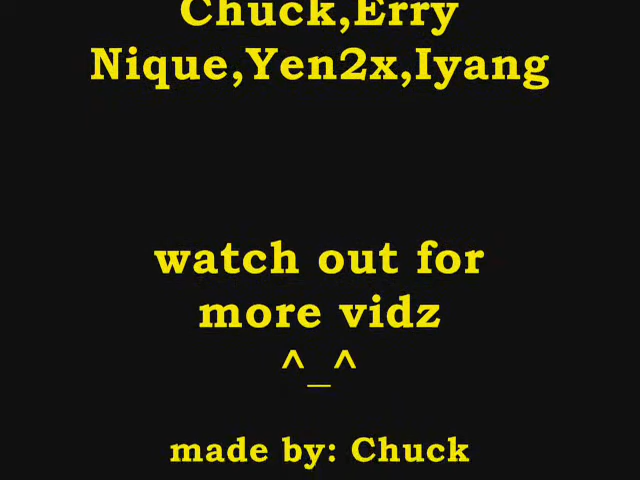 Chuck,Erry
Nique,Yen2x,Iyang
watch out for
more vidz
^_^
made by: Chuck